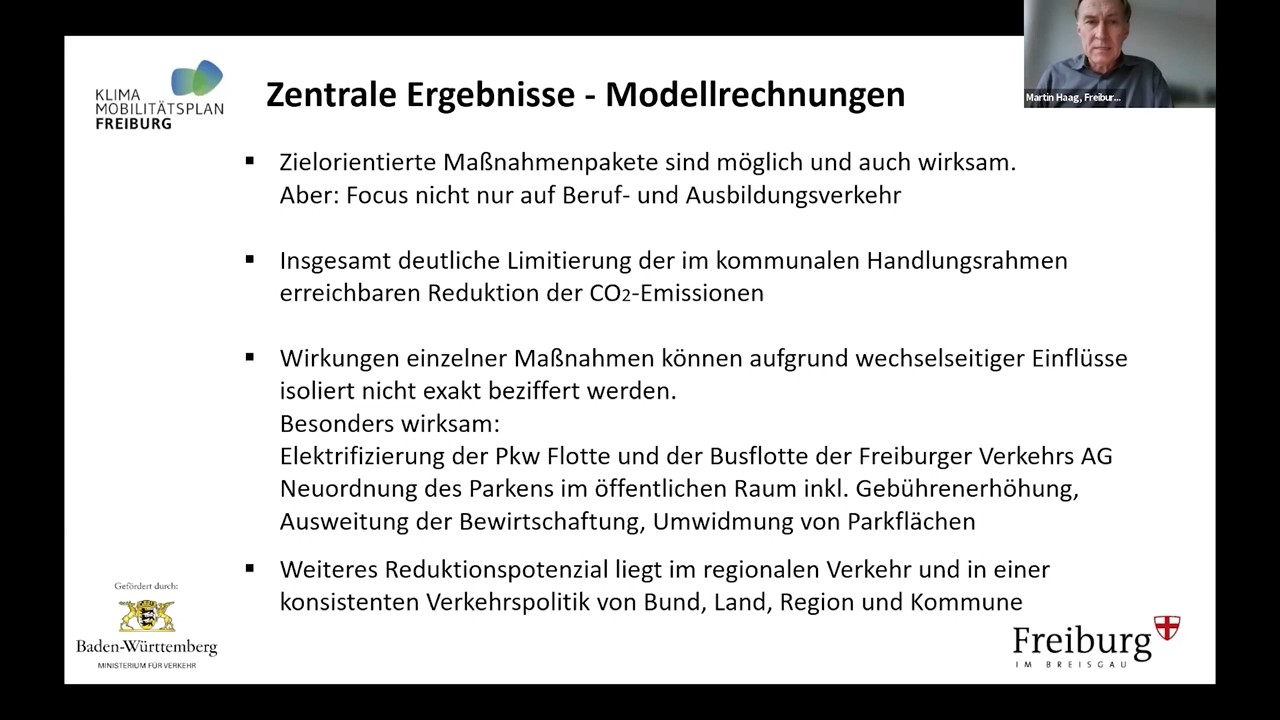 KLIMA
MOBILITÄTSPLAN
FREIBURG
Zentrale Ergebnisse - Modellrechnungen
Martin Haag, Freibur...
▪ Zielorientierte Maßnahmenpakete sind möglich und auch wirksam.
Aber: Focus nicht nur auf Beruf- und Ausbildungsverkehr
▪ Insgesamt deutliche Limitierung der im kommunalen Handlungsrahmen
erreichbaren Reduktion der CO2-Emissionen
▪ Wirkungen einzelner Maßnahmen können aufgrund wechselseitiger Einflüsse
isoliert nicht exakt beziffert werden.
Besonders wirksam:
Elektrifizierung der Pkw Flotte und der Busflotte der Freiburger Verkehrs AG
Neuordnung des Parkens im öffentlichen Raum inkl. Gebührenerhöhung,
Ausweitung der Bewirtschaftung, Umwidmung von Parkflächen
▪ Weiteres Reduktionspotenzial liegt im regionalen Verkehr und in einer
konsistenten Verkehrspolitik von Bund, Land, Region und Kommune
Gefördert durch:
Baden-Württemberg
MINISTERIUM FÜR VERKEHR
Freiburg
IM BREISGAU